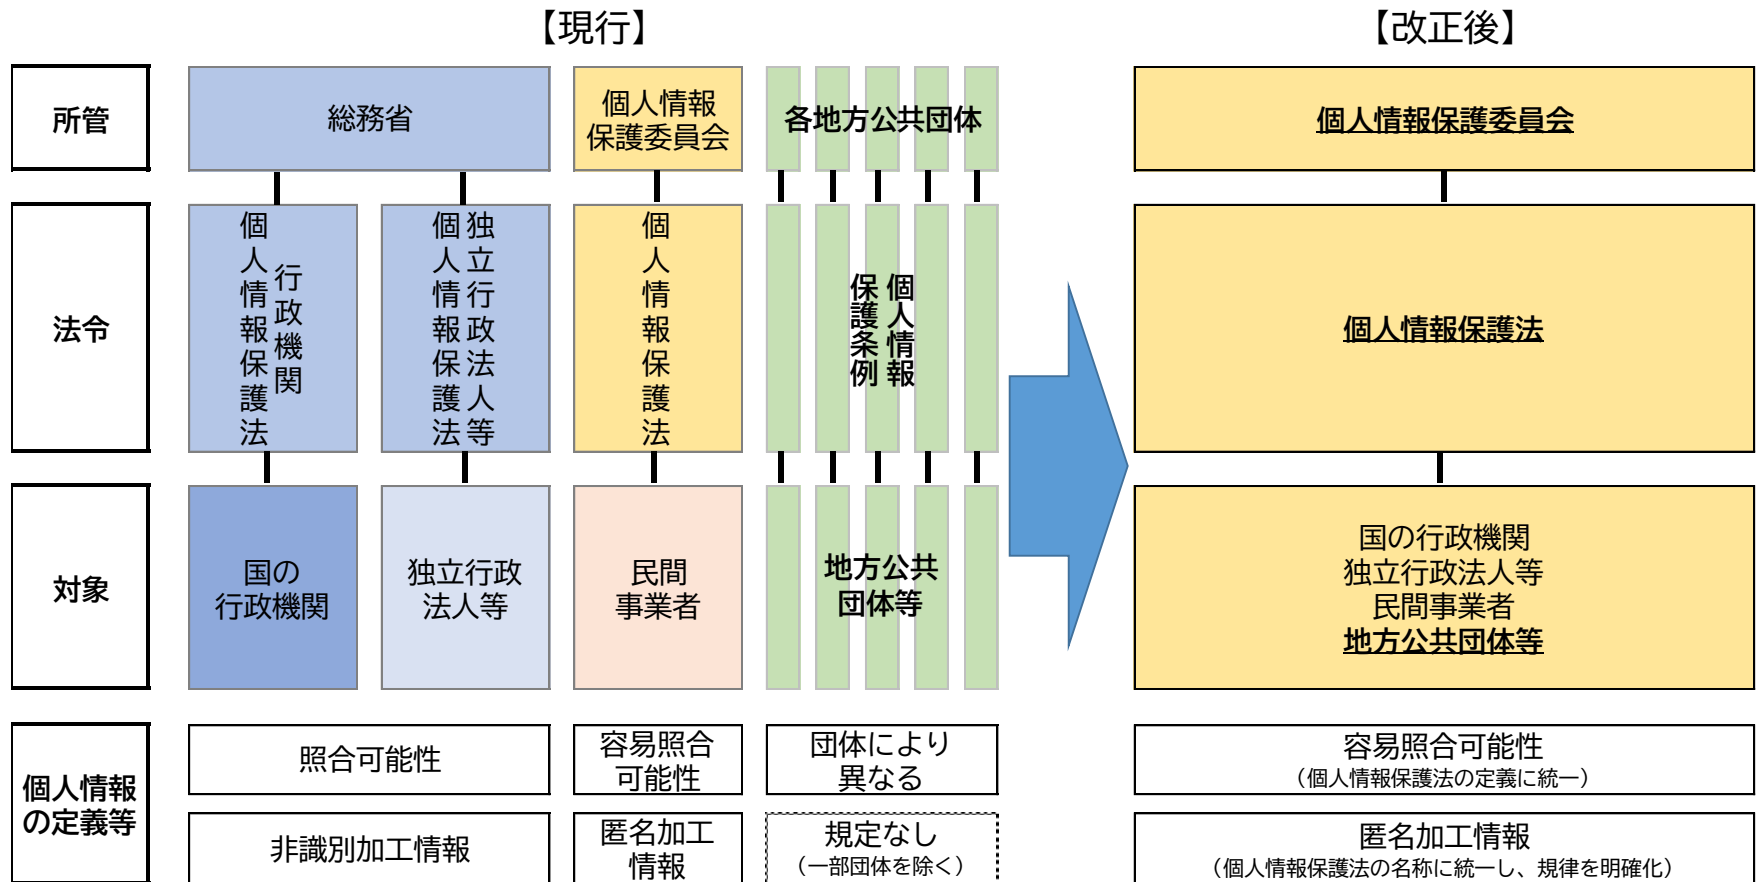 【現行】
【改正後】
所管
総務省
個人情報
保護委員会
各地方公共団体
個人情報保護委員会
法令
行政機関
個人情報保護法
独立行政法人等
個人情報保護法
個人情報保護法
個人情報
保護条例
個人情報保護法
対象
国の
行政機関
独立行政
法人等
民間
事業者
地方公共
団体等
国の行政機関
独立行政法人等
民間事業者
地方公共団体等
個人情報
の定義等
照合可能性
容易照合
可能性
団体により
異なる
容易照合可能性
（個人情報保護法の定義に統一）
非識別加工情報
匿名加工
情報
規定なし
（一部団体を除く）
匿名加工情報
（個人情報保護法の名称に統一し、規律を明確化）